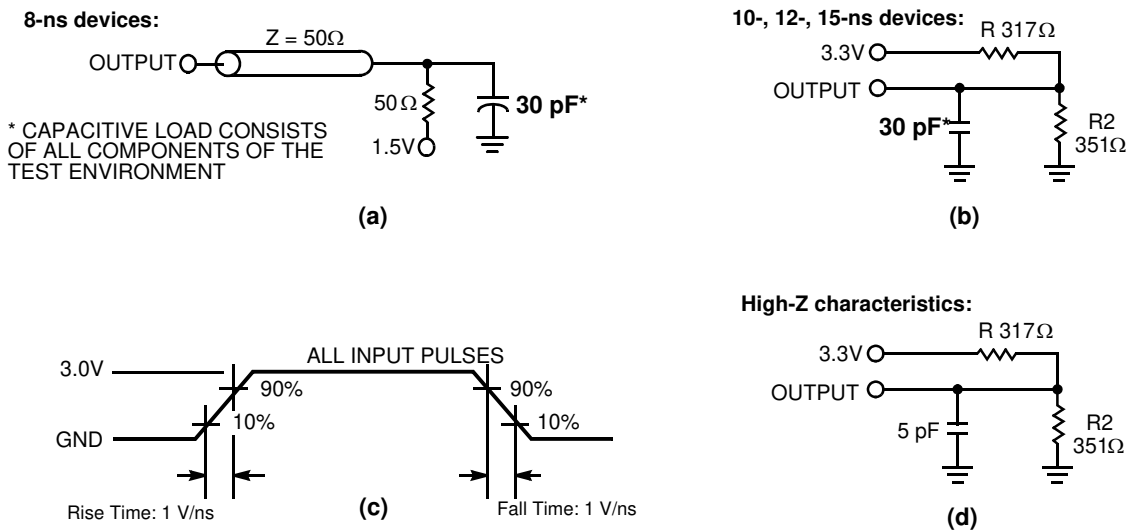 8-ns devices:
Z = 50Ω
OUTPUT
50Ω
30 pF*
1.5V
* CAPACITIVE LOAD CONSISTS
OF ALL COMPONENTS OF THE
TEST ENVIRONMENT
(a)
10-, 12-, 15-ns devices:
R 317Ω
3.3V
OUTPUT
30 pF*
R2
351Ω
(b)
ALL INPUT PULSES
3.0V
90%
90%
10%
10%
GND
Rise Time: 1 V/ns
(c)
Fall Time: 1 V/ns
High-Z characteristics:
R 317Ω
3.3V
OUTPUT
5 pF
R2
351Ω
(d)